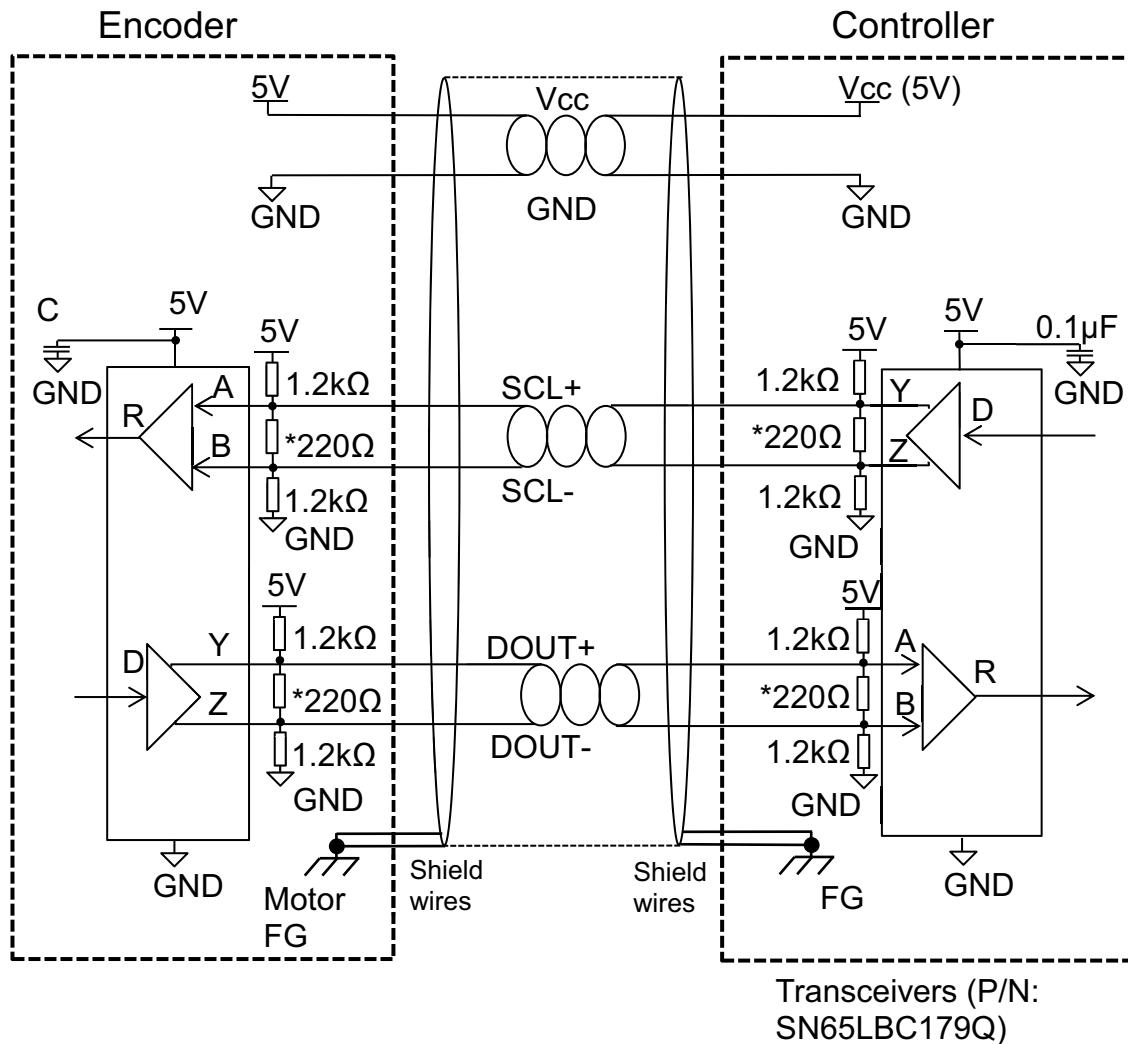 Encoder
Controller
5V
Vcc
Vcc (5V)
GND
GND
GND
C
5V
GND
5V
1.2kΩ
A
R
B
*220Ω
1.2kΩ
GND
SCL+
SCL-
5V
1.2kΩ
*220Ω
1.2kΩ
GND
5V
0.1µF
GND
Y
D
Z
5V
1.2kΩ
Y
D
Z
*220Ω
1.2kΩ
GND
DOUT+
DOUT-
5V
1.2kΩ
*220Ω
1.2kΩ
GND
A
R
B
GND
Motor
FG
Shield
wires
Shield
wires
FG
GND
Transceivers (P/N:
SN65LBC179Q)